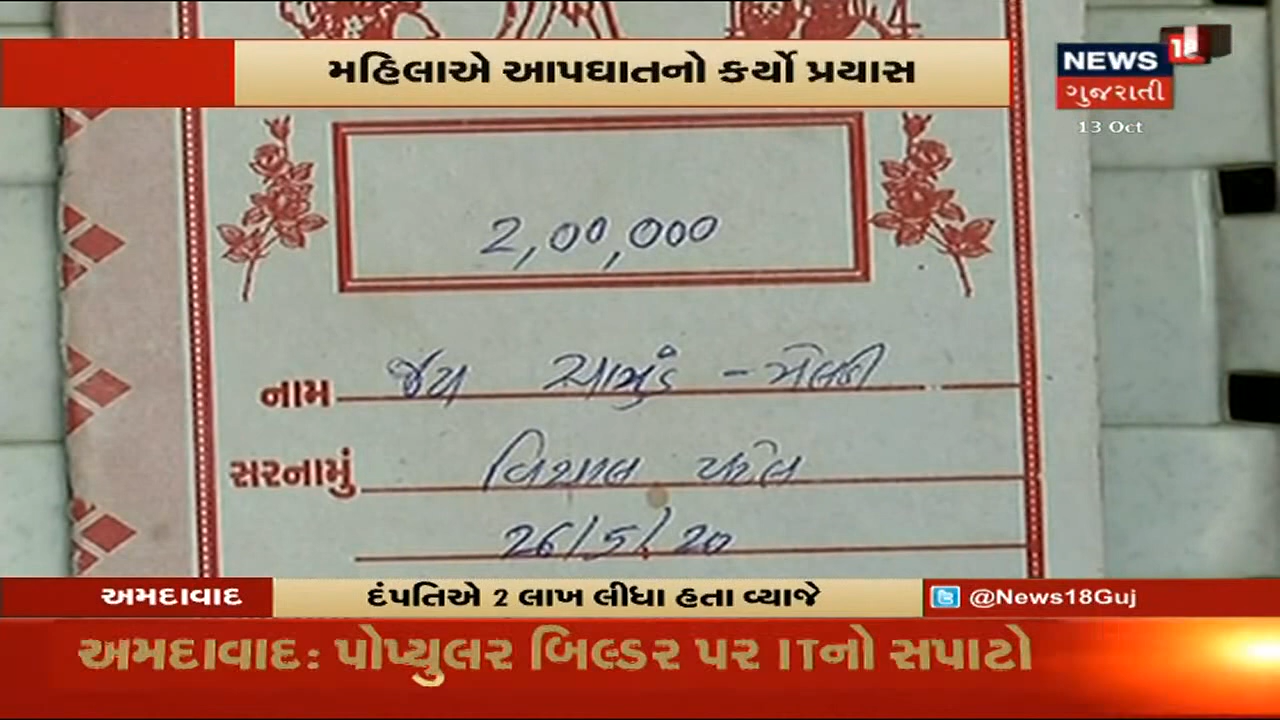 મહિલાએ આપઘાતનો કર્યો પ્રયાસ
NEWS 18
ગુજરાતી
13 Oct
2,00,000
નામ જય ચામુંડ - મેલડી
સરનામું વિશાલ પટેલ
26/5/20
અમદાવાદ
દંપતિએ 2 લાખ લીધા હતા વ્યાજે
@News18Guj
અમદાવાદ: પોપ્યુલર બિલ્ડર પર ITનો સપાટો